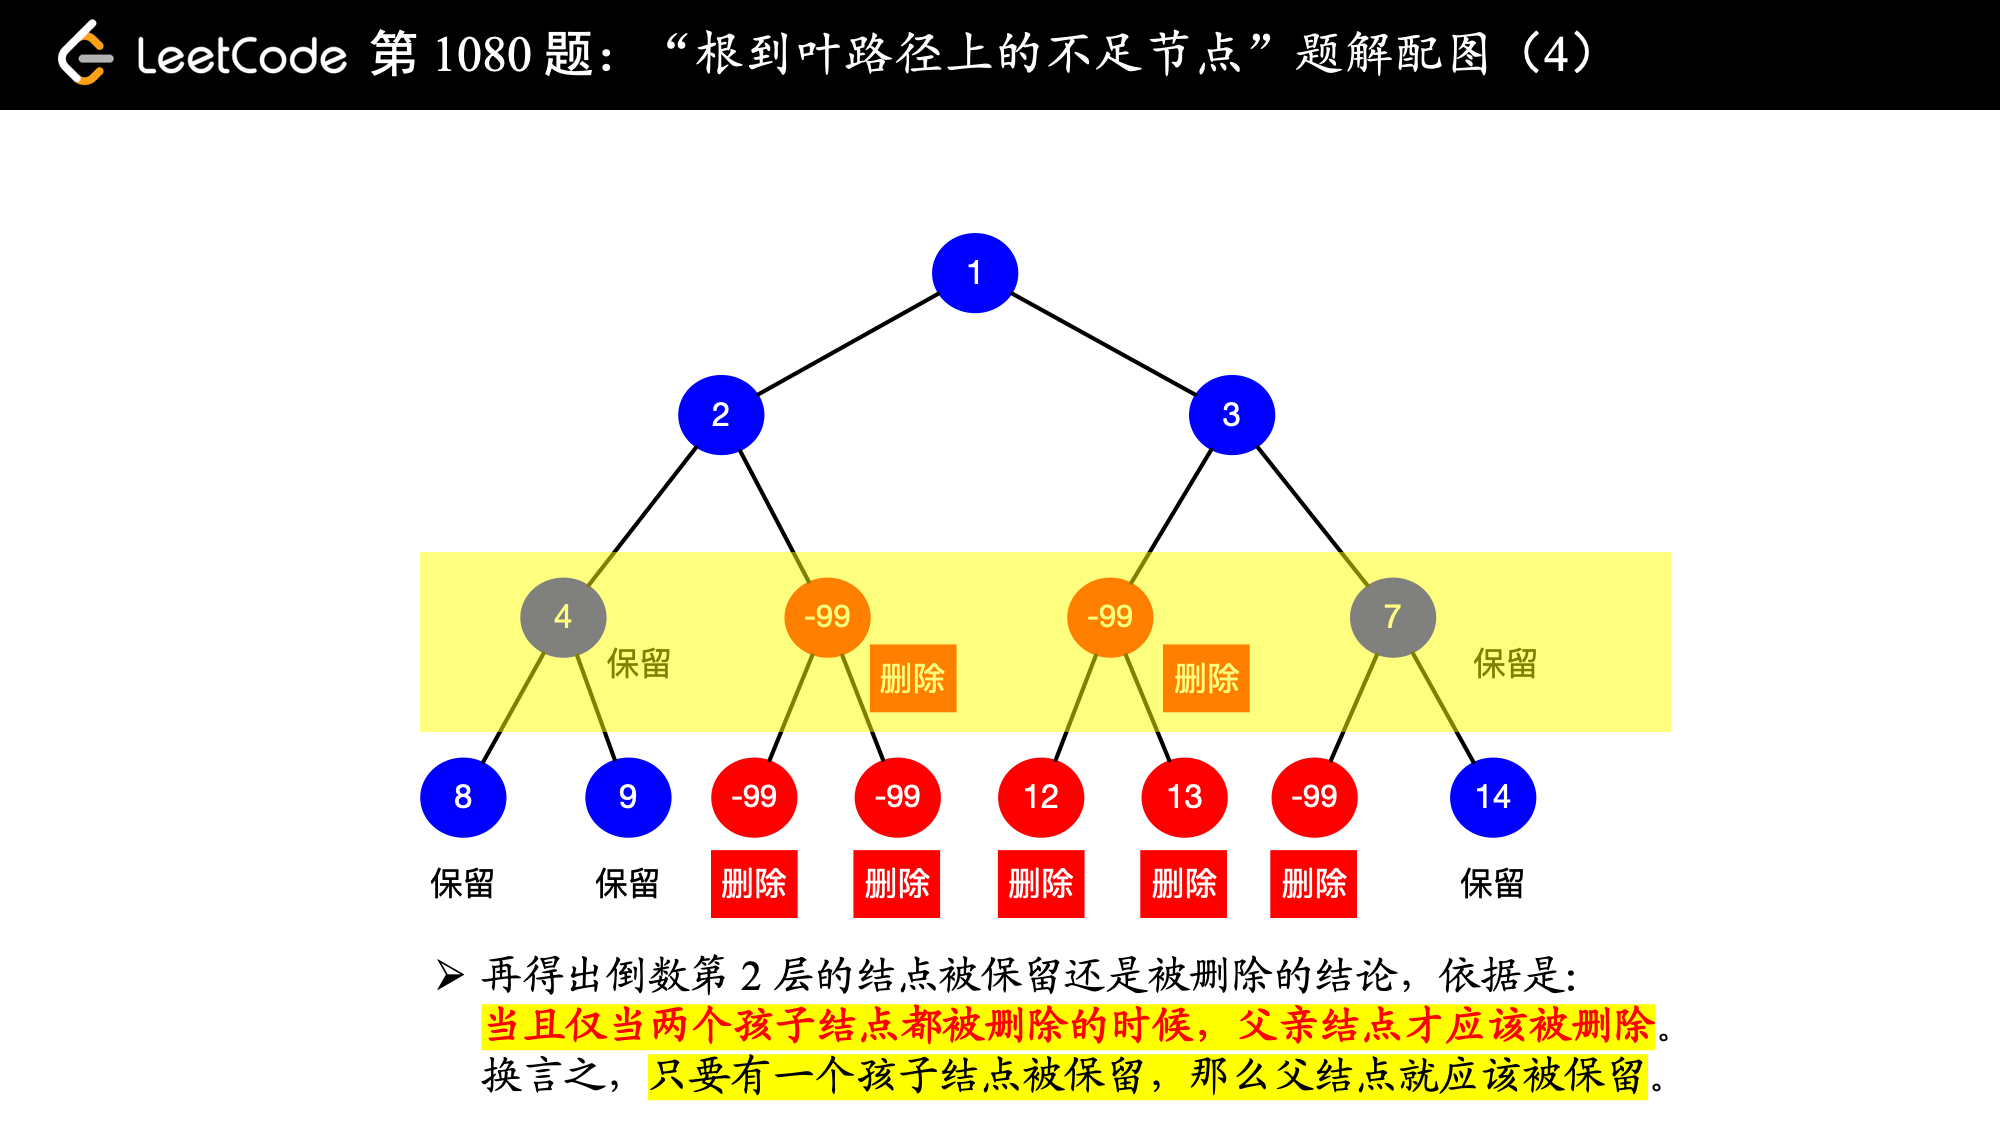 LeetCode 第 1080 题：“根到叶路径上的不足节点”题解配图（4）
1
2 3
4 -99 -99 7
保留 删除 删除 保留
8 9 -99 -99 12 13 -99 14
保留 保留 删除 删除 删除 删除 删除 保留
➢ 再得出倒数第 2 层的结点被保留还是被删除的结论，依据是：
当且仅当两个孩子结点都被删除的时候，父亲结点才应该被删除。
换言之，只要有一个孩子结点被保留，那么父结点就应该被保留。